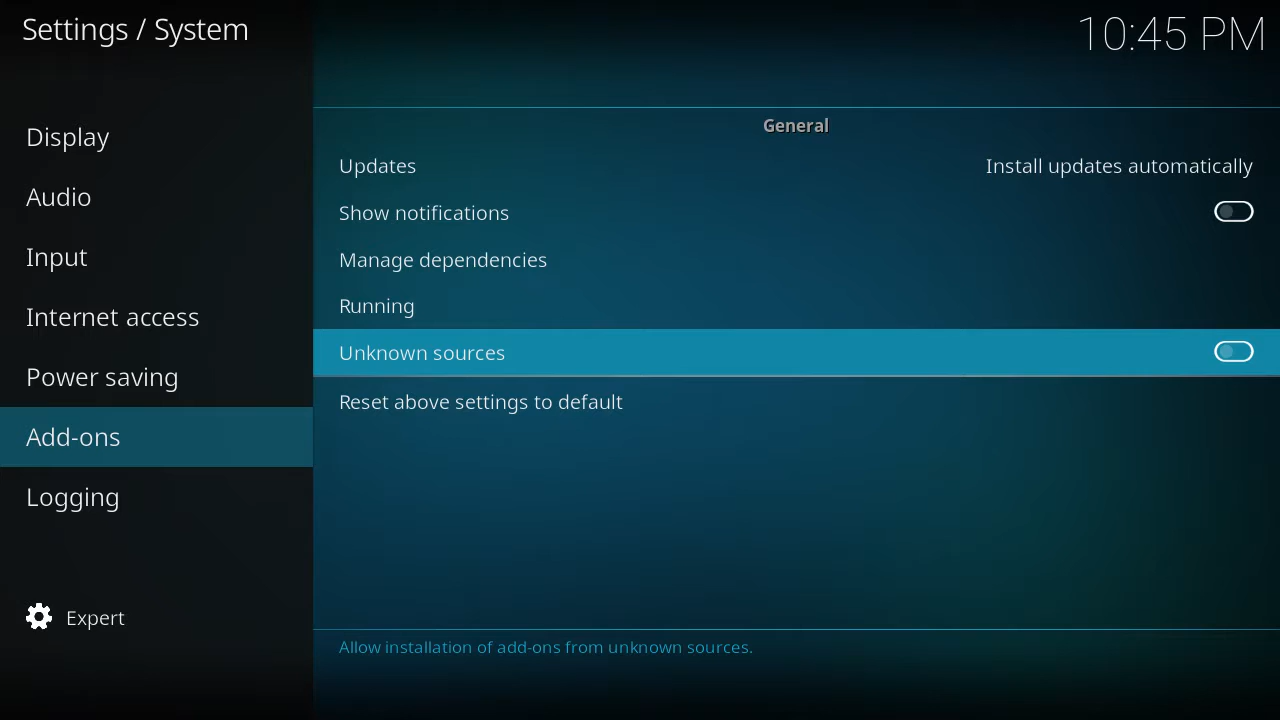 Settings / System
10:45 PM
Display
Audio
Input
Internet access
Power saving
Add-ons
Logging
Expert
General
Updates Install updates automatically
Show notifications
Manage dependencies
Running
Unknown sources
Reset above settings to default
Allow installation of add-ons from unknown sources.